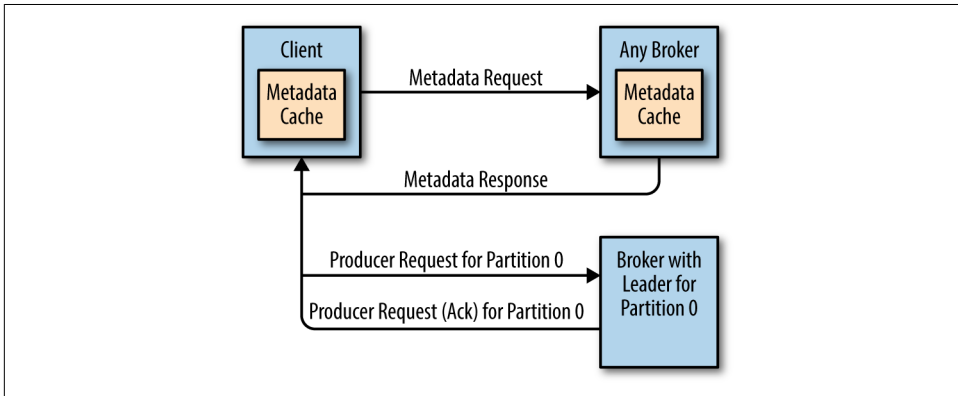 Client
Metadata
Cache
Metadata Request
Any Broker
Metadata
Cache
Metadata Response
Producer Request for Partition 0
Producer Request (Ack) for Partition 0
Broker with
Leader for
Partition 0